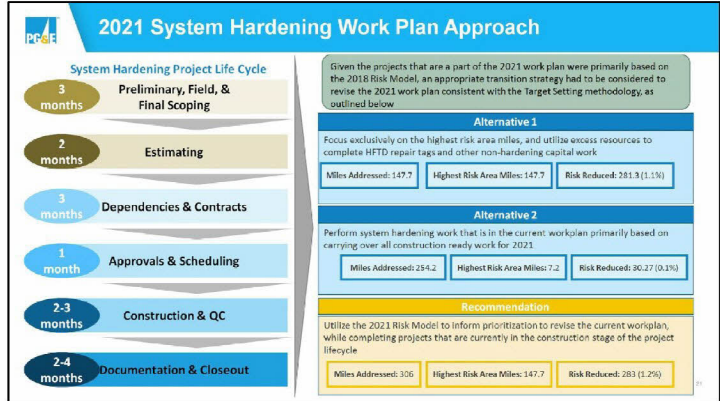 PG&E
2021 System Hardening Work Plan Approach
System Hardening Project Life Cycle
3
months
Preliminary, Field, &
Final Scoping
2
months
Estimating
3
months
Dependencies & Contracts
1
month
Approvals & Scheduling
2-3
months
Construction & QC
2-4
months
Documentation & Closeout
Given the projects that are a part of the 2021 work plan were primarily based on
the 2018 Risk Model, an appropriate transition strategy had to be considered to
revise the 2021 work plan consistent with the Target Setting methodology, as
outlined below
Alternative 1
Focus exclusively on the highest risk area miles, and utilize excess resources to
complete HFTD repair tags and other non-hardening capital work
Miles Addressed: 147.7
Highest Risk Area Miles: 147.7
Risk Reduced: 281.3 (1.1%)
Alternative 2
Perform system hardening work that is in the current workplan primarily based on
carrying over all construction ready work for 2021
Miles Addressed: 254.2
Highest Risk Area Miles: 7.2
Risk Reduced: 30.27 (0.1%)
Recommendation
Utilize the 2021 Risk Model to inform prioritization to revise the current workplan,
while completing projects that are currently in the construction stage of the project
lifecycle
Miles Addressed: 306
Highest Risk Area Miles: 147.7
Risk Reduced: 283 (1.2%)